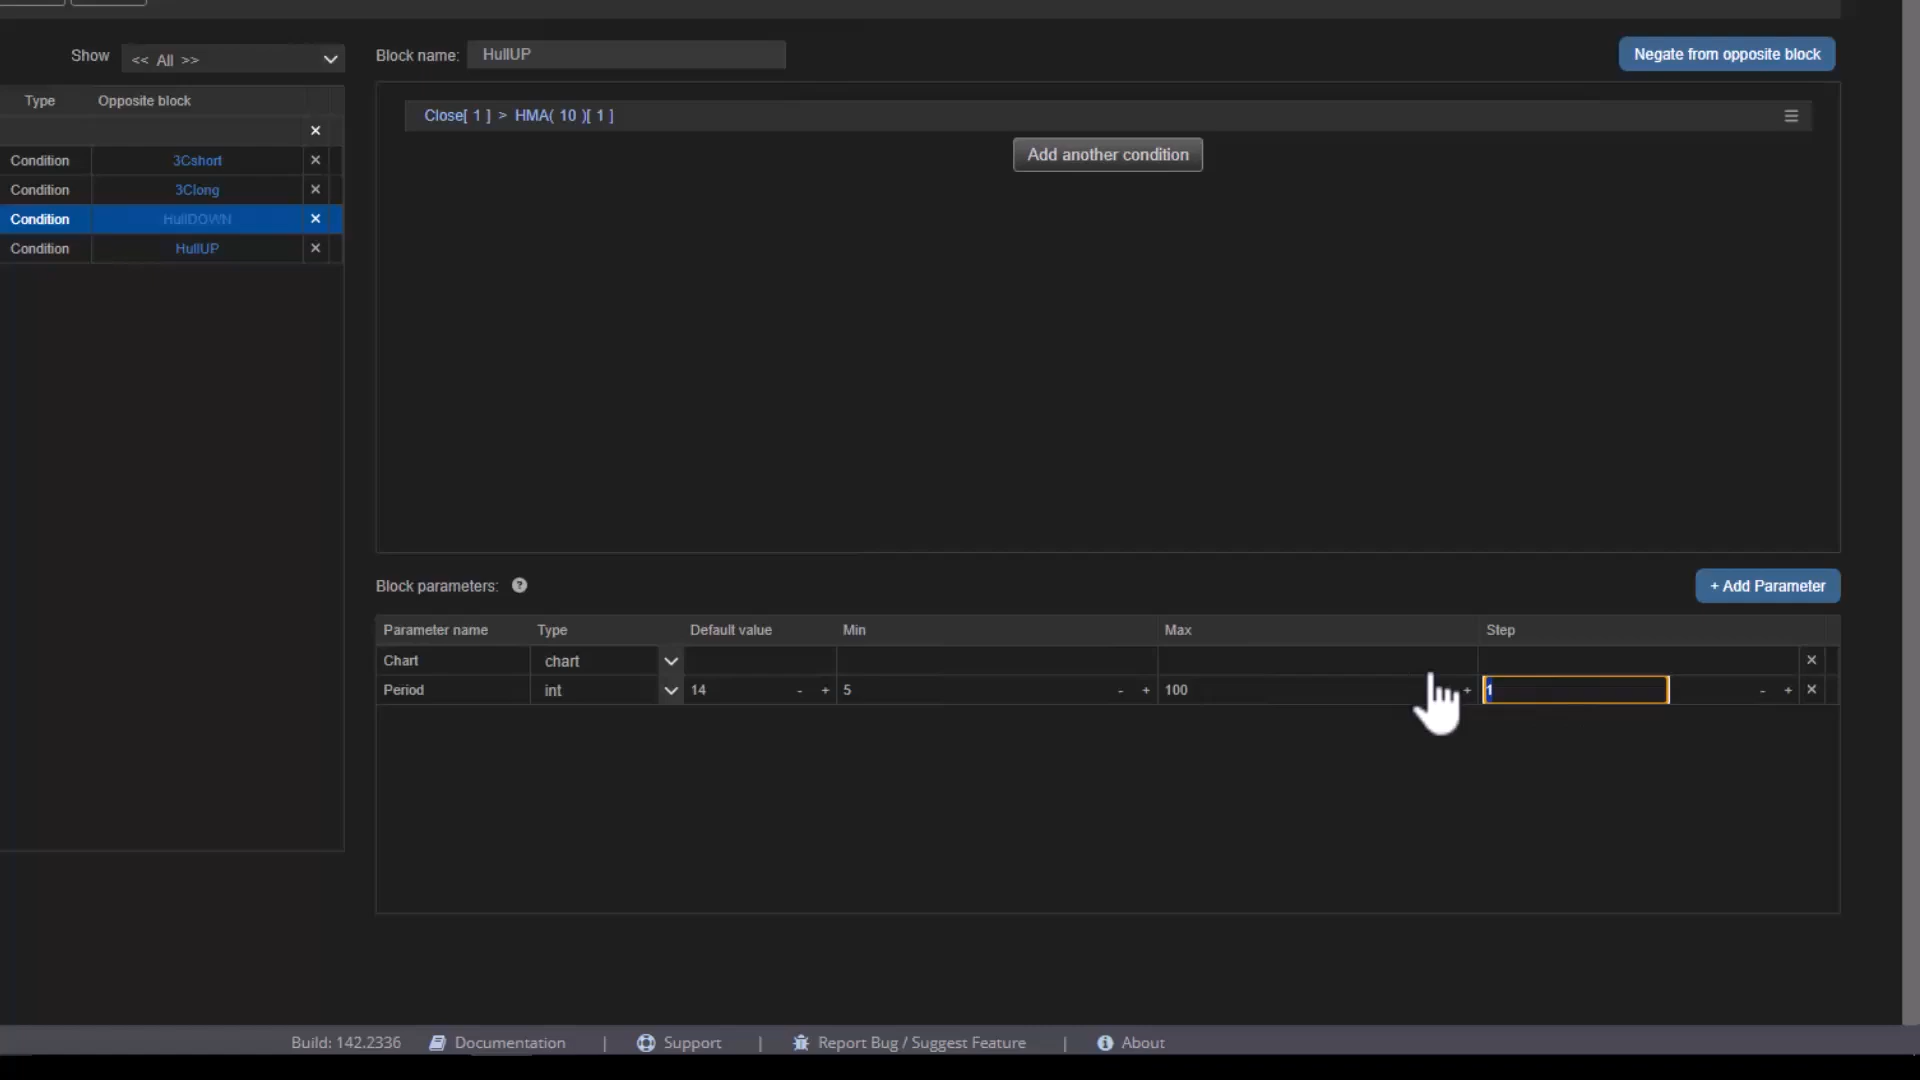 Show << All >>
Block name: HullUP
Negate from opposite block
Type Opposite block
×
Condition 3Cshort ×
Condition 3Clong ×
Condition HullDOWN ×
Condition HullUP ×
Close[ 1 ] > HMA( 10 )[ 1 ]
Add another condition
Block parameters: ?
+ Add Parameter
Parameter name Type Default value Min Max Step
Chart chart ×
Period int 14 - + 5 - + 100 + 1 - + ×
Build: 142.2336 Documentation | Support | Report Bug / Suggest Feature | About